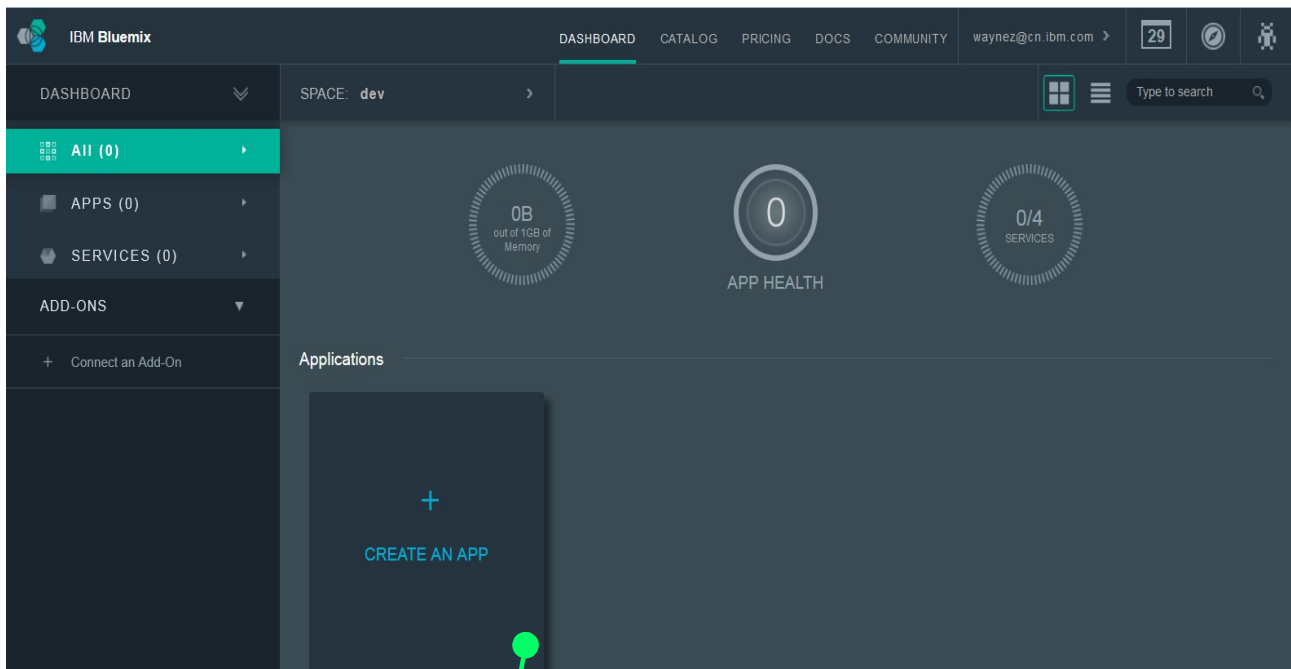 IBM Bluemix
DASHBOARD CATALOG PRICING DOCS COMMUNITY waynez@cn.ibm.com > 29
DASHBOARD
SPACE: dev >
Type to search
All (0)
APPS (0)
SERVICES (0)
ADD-ONS
+ Connect an Add-On
0B
out of 1GB of
Memory
0
APP HEALTH
0/4
SERVICES
Applications
+
CREATE AN APP